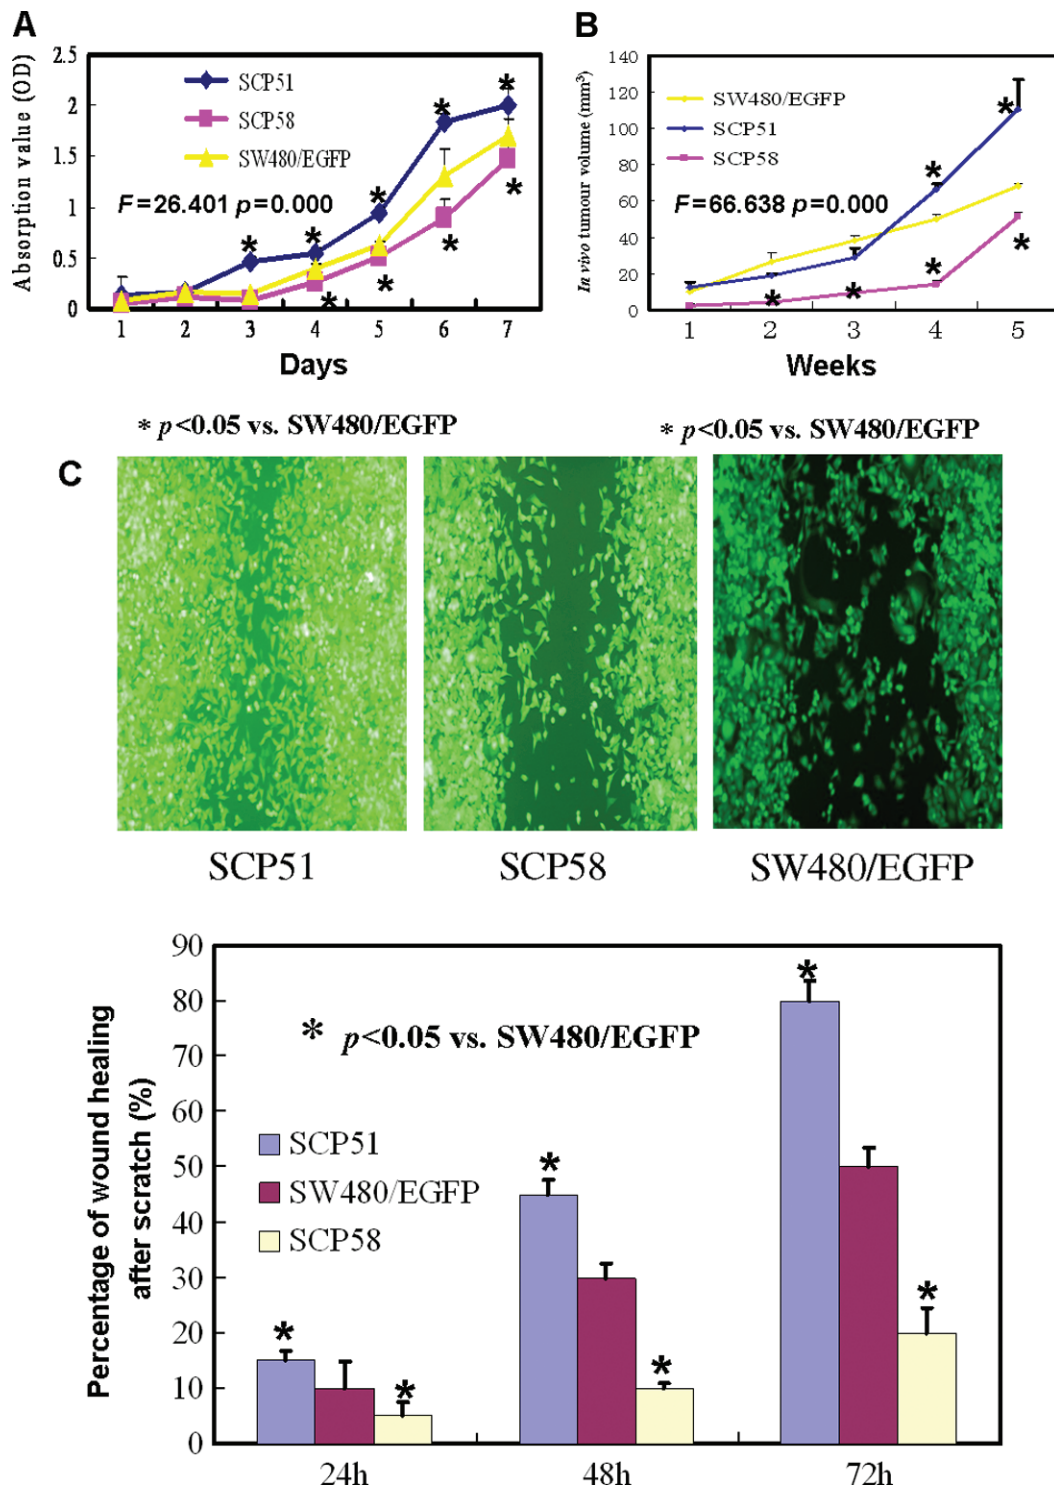 A
Absorption value (OD)
2.5
2
1.5
1
0.5
0
SCP51
SCP58
SW480/EGFP
F=26.401 p=0.000
* * * * *
* * * *
1 2 3 4 5 6 7
Days
* p<0.05 vs. SW480/EGFP
B
In vivo tumour volume (mm³)
140
120
100
80
60
40
20
0
SW480/EGFP
SCP51
SCP58
F=66.638 p=0.000
* *
* * * *
1 2 3 4 5
Weeks
* p<0.05 vs. SW480/EGFP
C
SCP51 SCP58 SW480/EGFP
Percentage of wound healing
after scratch (%)
90
80
70
60
50
40
30
20
10
0
* p<0.05 vs. SW480/EGFP
SCP51
SW480/EGFP
SCP58
* *
* *
* *
24h 48h 72h